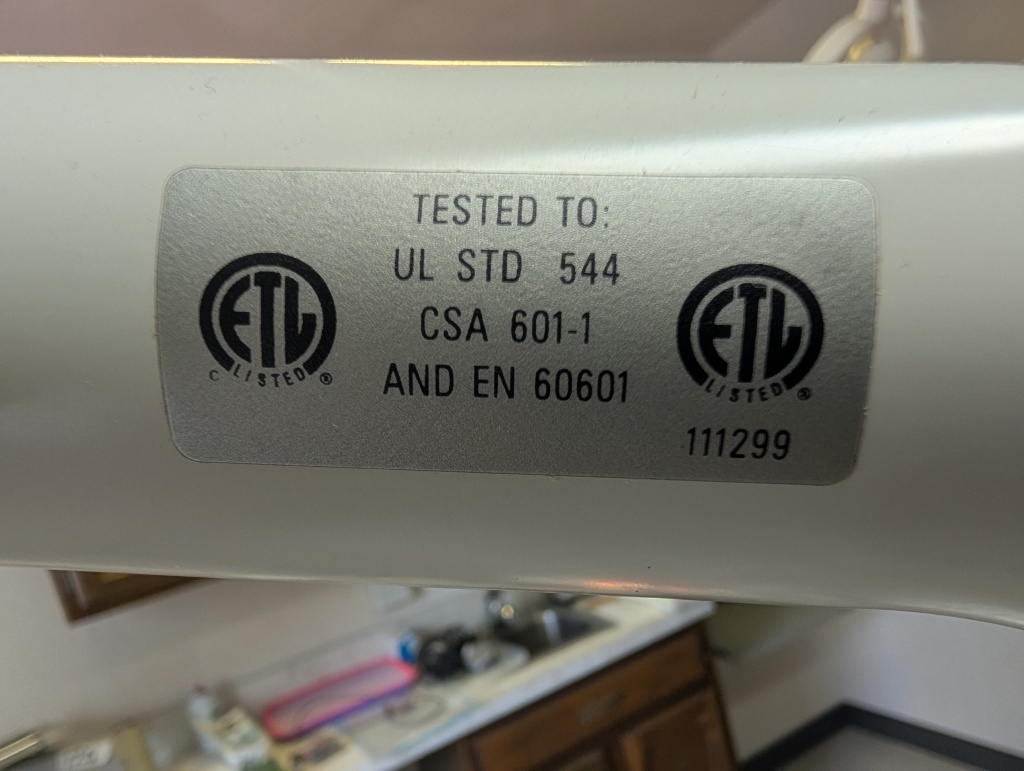 TESTED TO:
UL STD 544
CSA 601-1
AND EN 60601
ETL
C LISTED ®
ETL
LISTED ®
111299